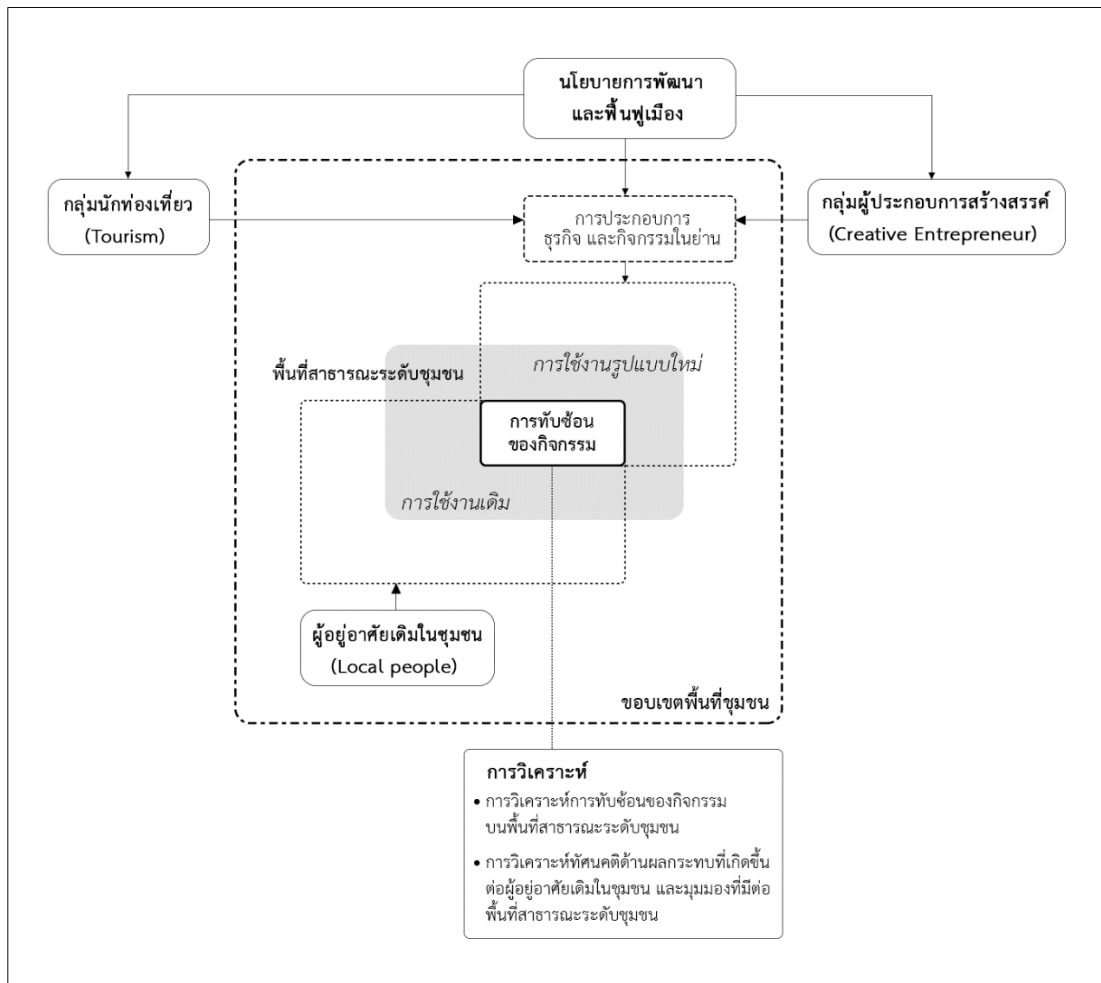 นโยบายการพัฒนา
และฟื้นฟูเมือง
กลุ่มนักท่องเที่ยว
(Tourism)
การประกอบการ
ธุรกิจ และกิจกรรมในย่าน
กลุ่มผู้ประกอบการสร้างสรรค์
(Creative Entrepreneur)
พื้นที่สาธารณะระดับชุมชน
การใช้งานรูปแบบใหม่
การทับซ้อน
ของกิจกรรม
การใช้งานเดิม
ผู้อยู่อาศัยเดิมในชุมชน
(Local people)
ขอบเขตพื้นที่ชุมชน
การวิเคราะห์
• การวิเคราะห์การทับซ้อนของกิจกรรม
บนพื้นที่สาธารณะระดับชุมชน
• การวิเคราะห์ทัศนคติด้านผลกระทบที่เกิดขึ้น
ต่อผู้อยู่อาศัยเดิมในชุมชน และมุมมองที่มีต่อ
พื้นที่สาธารณะระดับชุมชน